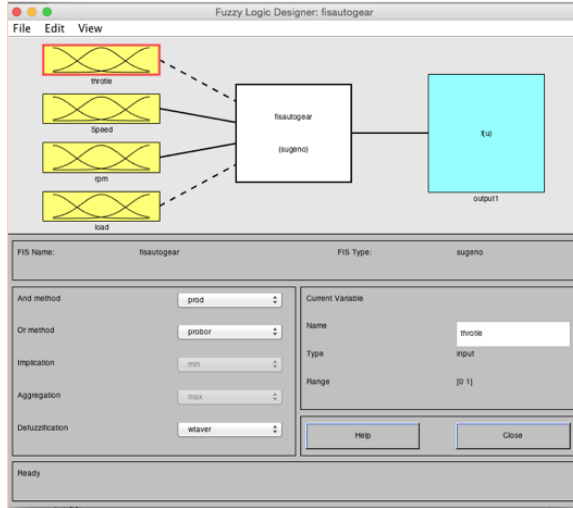 Fuzzy Logic Designer: fisautogear
File Edit View
throtle
Speed
rpm
load
fisautogear
(sugeno)
f(u)
output1
FIS Name: fisautogear FIS Type: sugeno
And method prod
Or method probor
Implication min
Aggregation max
Defuzzification wtaver
Current Variable
Name throtle
Type input
Range [0 1]
Help Close
Ready